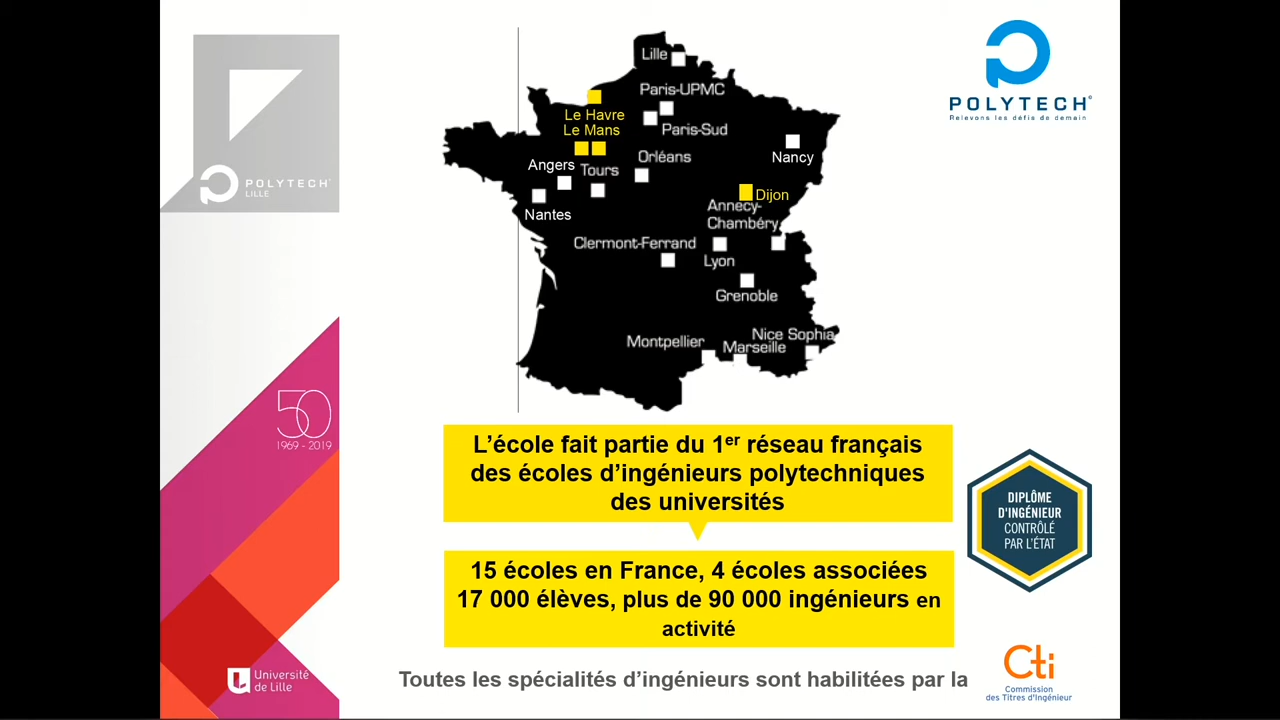 POLYTECH
LILLE
50
1969 - 2019
Université
de Lille
Lille
Paris-UPMC
Le Havre
Le Mans
Paris-Sud
Orléans
Nancy
Angers
Tours
Nantes
Dijon
Annecy-
Chambéry
Clermont-Ferrand
Lyon
Grenoble
Montpellier
Nice Sophia
Marseille
POLYTECH
Relevons les défis de demain
L’école fait partie du 1er réseau français
des écoles d’ingénieurs polytechniques
des universités
15 écoles en France, 4 écoles associées
17 000 élèves, plus de 90 000 ingénieurs en
activité
DIPLÔME
D'INGÉNIEUR
CONTRÔLÉ
PAR L'ÉTAT
Toutes les spécialités d’ingénieurs sont habilitées par la
Cti
Commission
des Titres d'Ingénieur